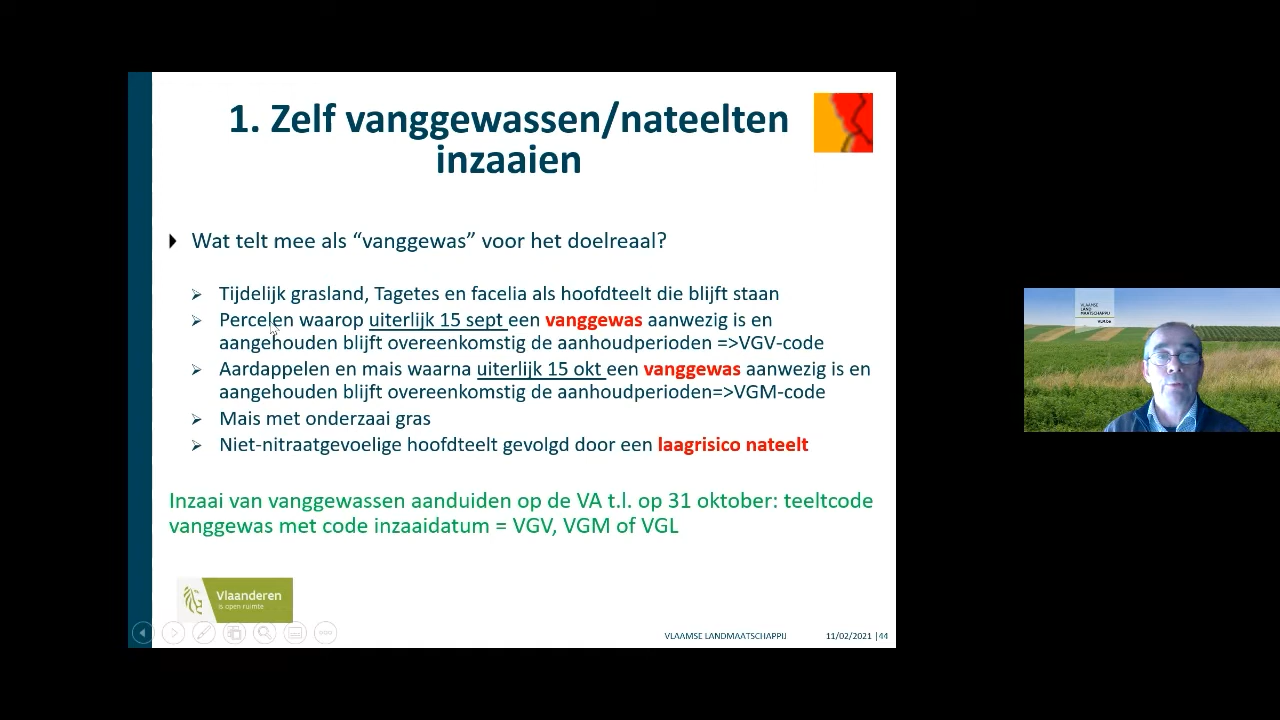 1. Zelf vanggewassen/nateelten
inzaaien
Wat telt mee als “vanggewas” voor het doelreaal?
Tijdelijk grasland, Tagetes en facelia als hoofdteelt die blijft staan
Percelen waarop uiterlijk 15 sept een vanggewas aanwezig is en
aangehouden blijft overeenkomstig de aanhoudperioden =>VGV-code
Aardappelen en mais waarna uiterlijk 15 okt een vanggewas aanwezig is en
aangehouden blijft overeenkomstig de aanhoudperioden=>VGM-code
Mais met onderzaai gras
Niet-nitraatgevoelige hoofdteelt gevolgd door een laagrisico nateelt
Inzaai van vanggewassen aanduiden op de VA t.l. op 31 oktober: teeltcode
vanggewas met code inzaaidatum = VGV, VGM of VGL
Vlaanderen
is open ruimte
VLAAMSE LANDMAATSCHAPPIJ 11/02/2021 |44
VLAAMSE
LAND
MAATSCHAPPIJ
VLM.be